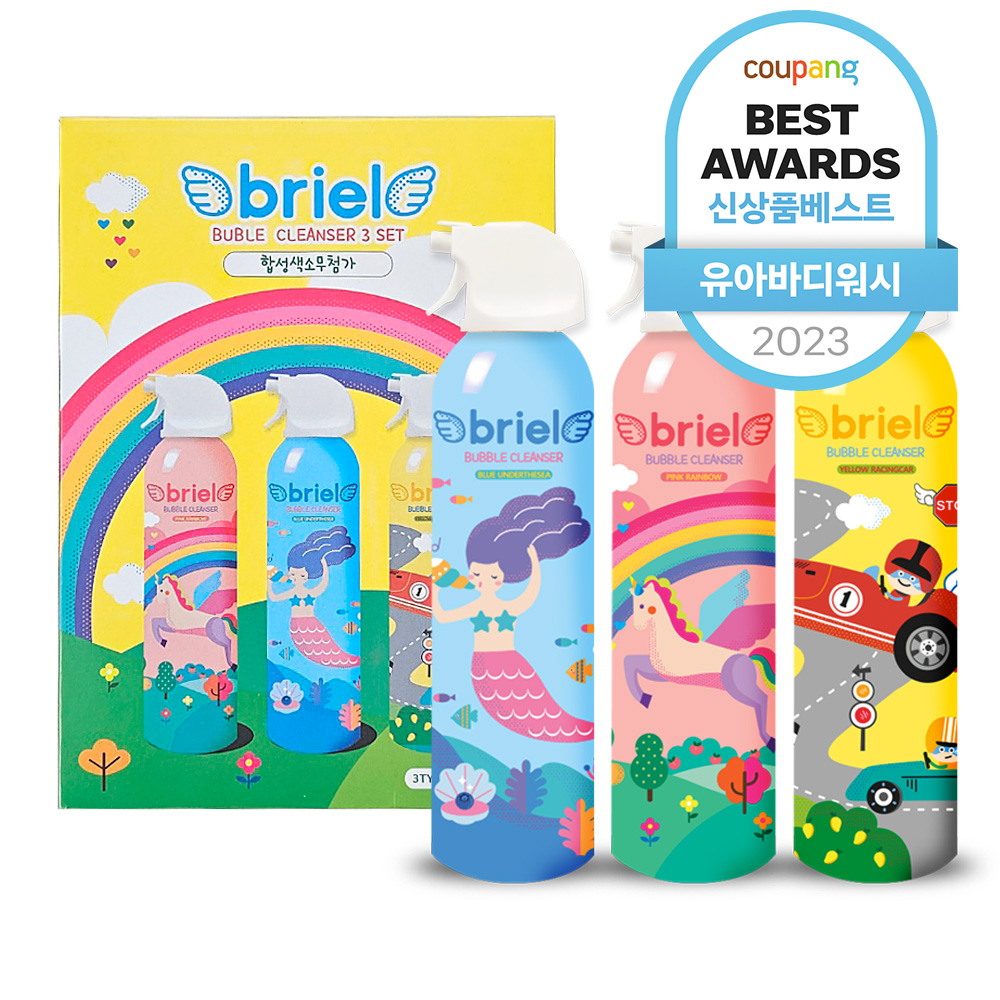 briel
BUBLE CLEANSER 3 SET
합성색소무첨가
briel
BUBBLE CLEANSER
PINK RAINBOW
briel
BUBBLE CLEANSER
BLUE UNDERTHESEA
3TY
coupang
BEST
AWARDS
신상품베스트
유아바디워시
2023
briel
BUBBLE CLEANSER
BLUE UNDERTHESEA
briel
BUBBLE CLEANSER
PINK RAINBOW
briel
BUBBLE CLEANSER
YELLOW RACINGCAR
STO
1